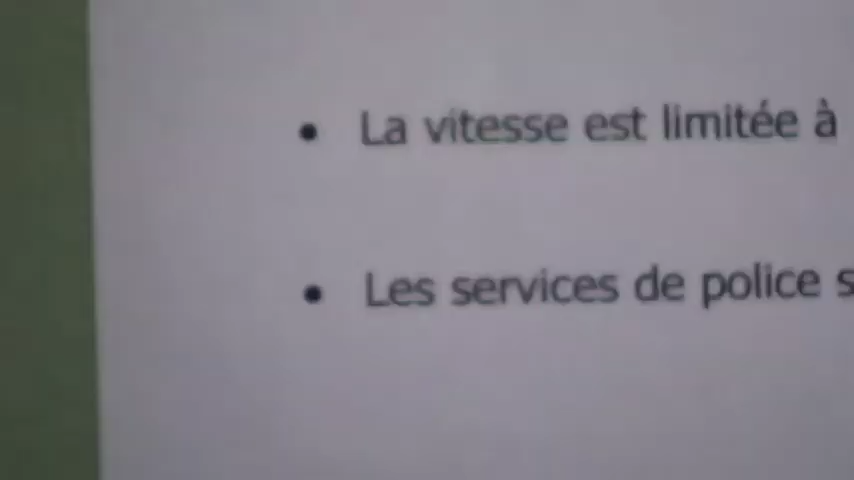 • La vitesse est limitée à
• Les services de police s